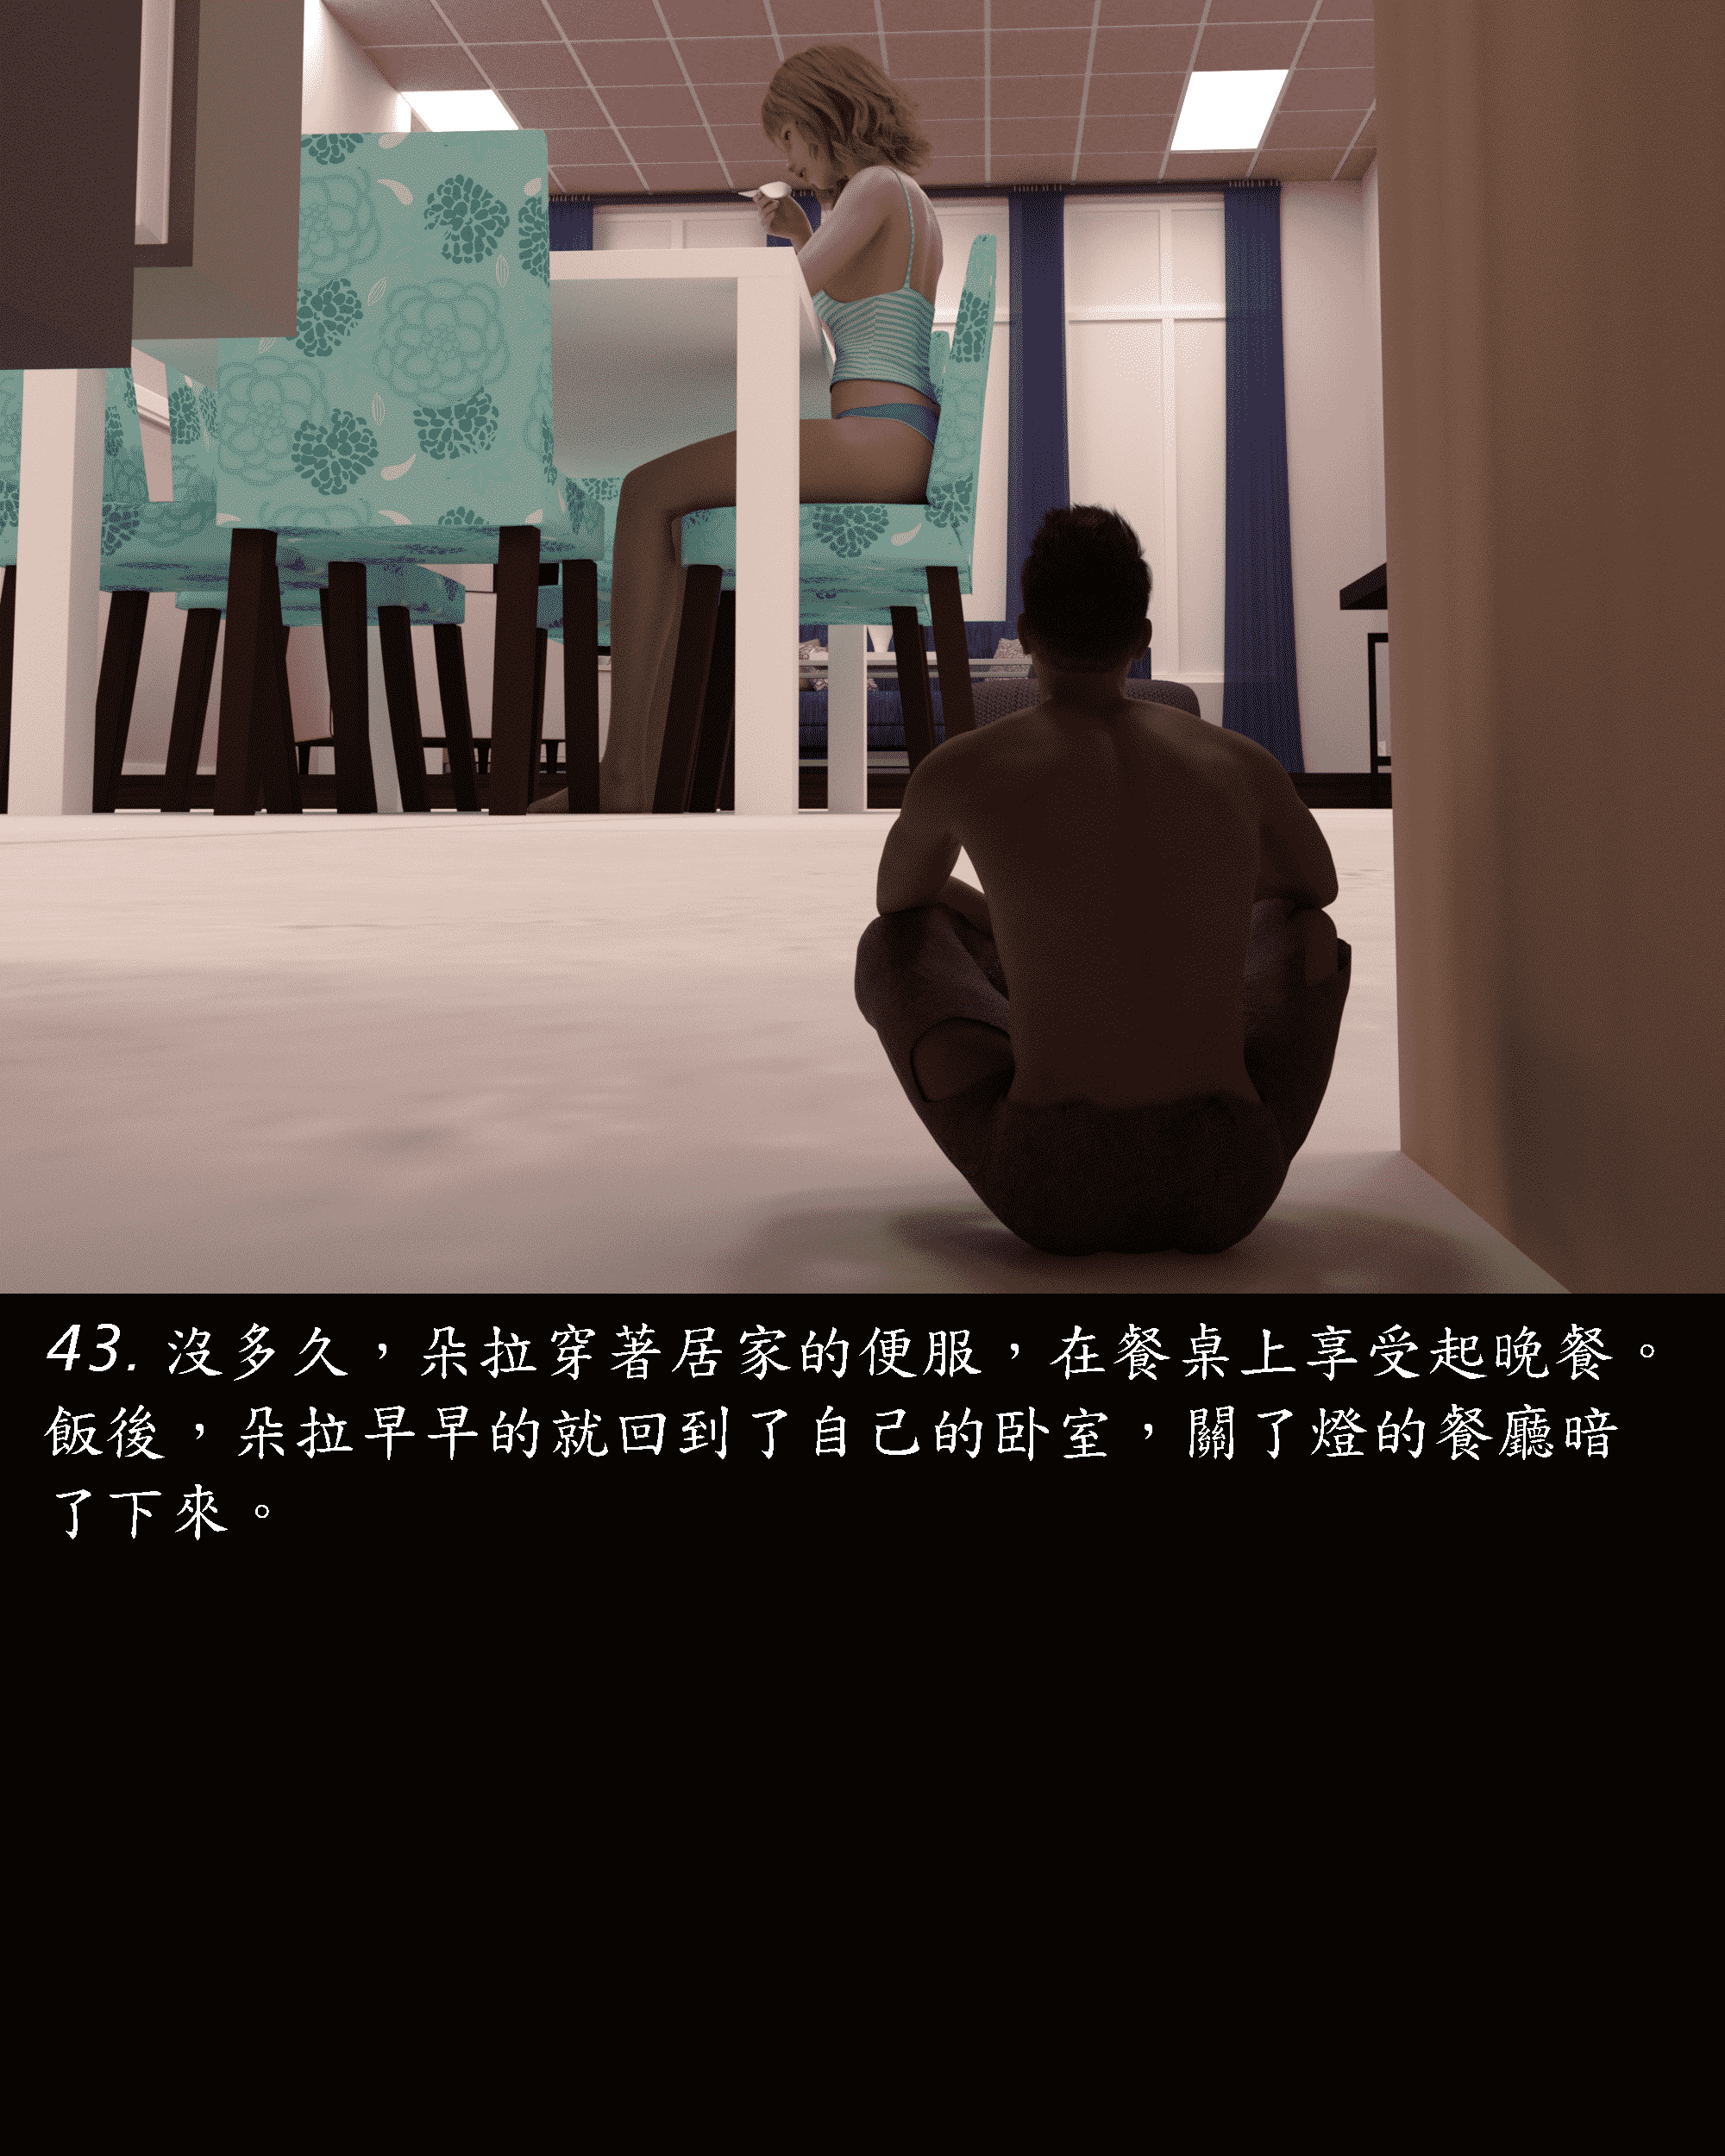 43. 沒多久，朵拉穿著居家的便服，在餐桌上享受起晚餐。
飯後，朵拉早早的就回到了自己的卧室，關了燈的餐廳暗
了下來。